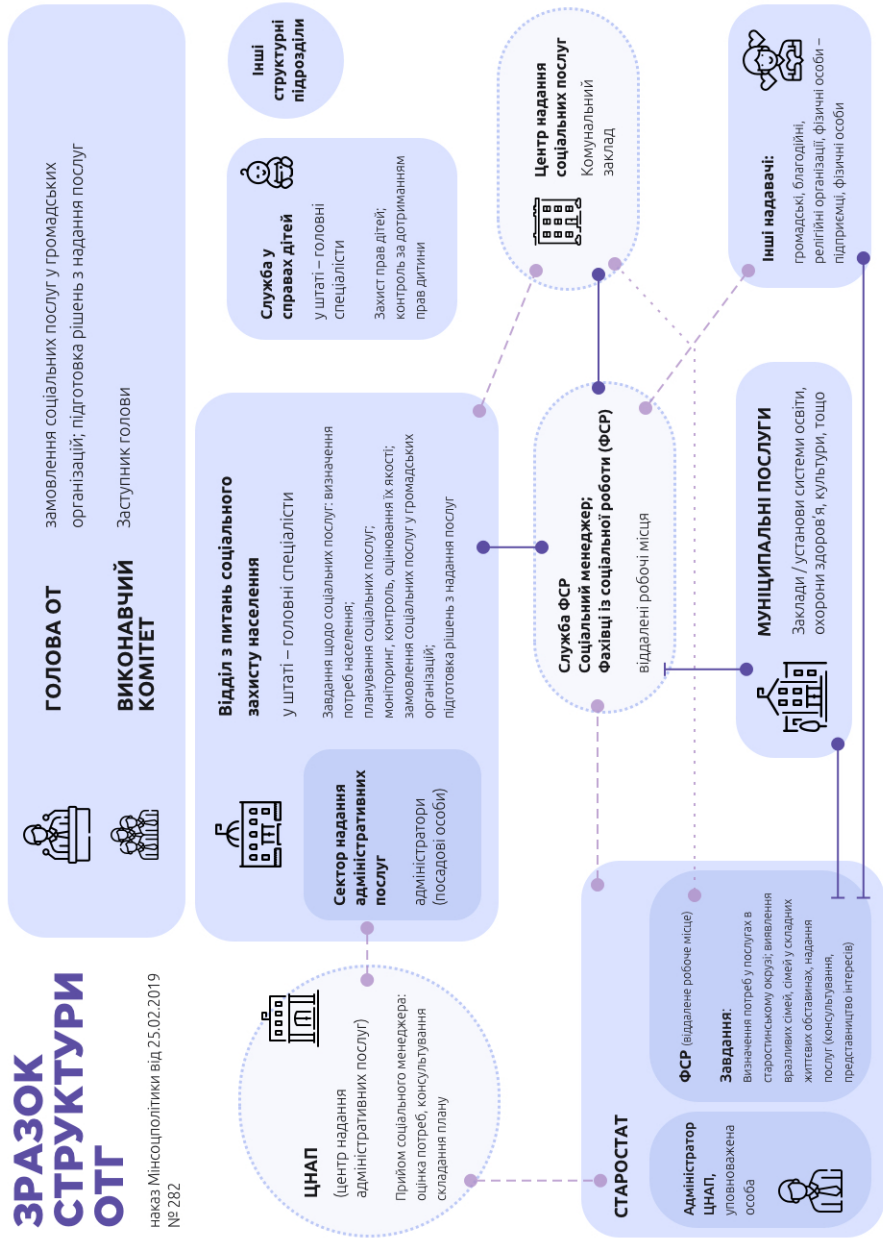 ЗРАЗОК
СТРУКТУРИ
ОТГ
наказ Мінсоцполітики від 25.02.2019
№ 282
ГОЛОВА ОТ
ВИКОНАВЧИЙ
КОМІТЕТ
замовлення соціальних послуг у громадських
організацій; підготовка рішень з надання послуг
Заступник голови
ЦНАП
(центр надання
адміністративних послуг)
Прийом соціального менеджера:
оцінка потреб, консультування
складання плану
Відділ з питань соціального
захисту населення
у штаті – головні спеціалісти
Завдання щодо соціальних послуг: визначення
потреб населення;
планування соціальних послуг;
моніторинг, контроль, оцінювання їх якості;
замовлення соціальних послуг у громадських
організацій;
підготовка рішень з надання послуг
Сектор надання
адміністративних
послуг
адміністратори
(посадові особи)
Служба у
справах дітей
у штаті – головні
спеціалісти
Захист прав дітей;
контроль за дотриманням
прав дитини
Інші
структурні
підрозділи
Служба ФСР
Соціальний менеджер;
Фахівці із соціальної роботи (ФСР)
віддалені робочі місця
Центр надання
соціальних послуг
Комунальний
заклад
СТАРОСТАТ
Адміністратор
ЦНАП,
уповноважена
особа
ФСР (віддалене робоче місце)
Завдання:
визначення потреб у послугах в
старостинському окрузі; виявлення
вразливих сімей, сімей у складних
життєвих обставинах, надання
послуг (консультування,
представництво інтересів)
МУНІЦИПАЛЬНІ ПОСЛУГИ
Заклади / установи системи освіти,
охорони здоров'я, культури, тощо
Інші надавачі:
громадські, благодійні,
релігійні організації, фізичні особи –
підприємці, фізичні особи